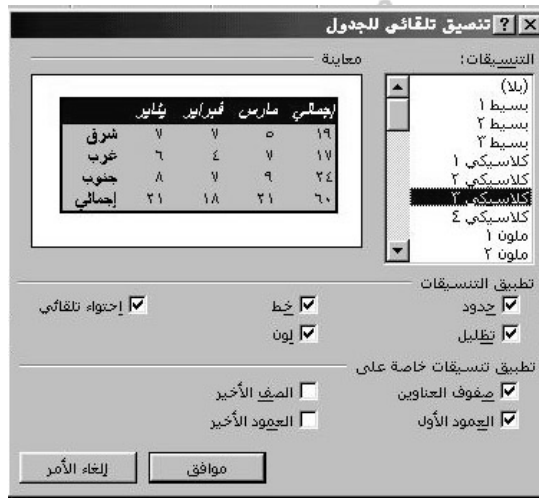 تنسيق تلقائي للجدول
التنسيقات:
(بلا)
بسيط ١
بسيط ٢
بسيط ٣
كلاسيكي ١
كلاسيكي ٢
كلاسيكي ٣
كلاسيكي ٤
ملون ١
ملون ٢
معاينة
إجمالي مارس فبراير يناير
١٩ ٥ ٧ ٧ شرق
١٧ ٧ ٤ ٦ غرب
٢٤ ٩ ٧ ٨ جنوب
٦٠ ٢١ ١٨ ٢١ إجمالي
تطبيق التنسيقات
حدود خط إحتواء تلقائي
تظليل لون
تطبيق تنسيقات خاصة على
صفوف العناوين الصف الأخير
العمود الأول العمود الأخير
موافق إلغاء الأمر